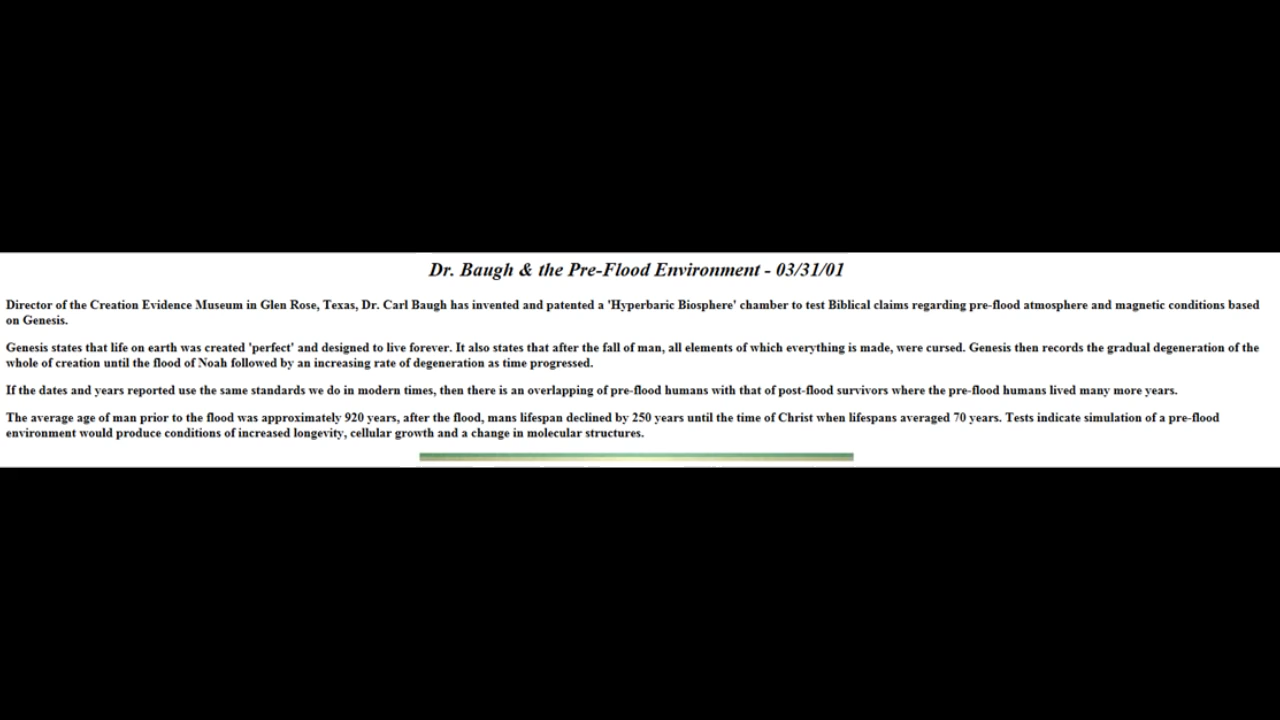 Dr. Baugh & the Pre-Flood Environment - 03/31/01
Director of the Creation Evidence Museum in Glen Rose, Texas, Dr. Carl Baugh has invented and patented a 'Hyperbaric Biosphere' chamber to test Biblical claims regarding pre-flood atmosphere and magnetic conditions based
on Genesis.
Genesis states that life on earth was created 'perfect' and designed to live forever. It also states that after the fall of man, all elements of which everything is made, were cursed. Genesis then records the gradual degeneration of the
whole of creation until the flood of Noah followed by an increasing rate of degeneration as time progressed.
If the dates and years reported use the same standards we do in modern times, then there is an overlapping of pre-flood humans with that of post-flood survivors where the pre-flood humans lived many more years.
The average age of man prior to the flood was approximately 920 years, after the flood, mans lifespan declined by 250 years until the time of Christ when lifespans averaged 70 years. Tests indicate simulation of a pre-flood
environment would produce conditions of increased longevity, cellular growth and a change in molecular structures.